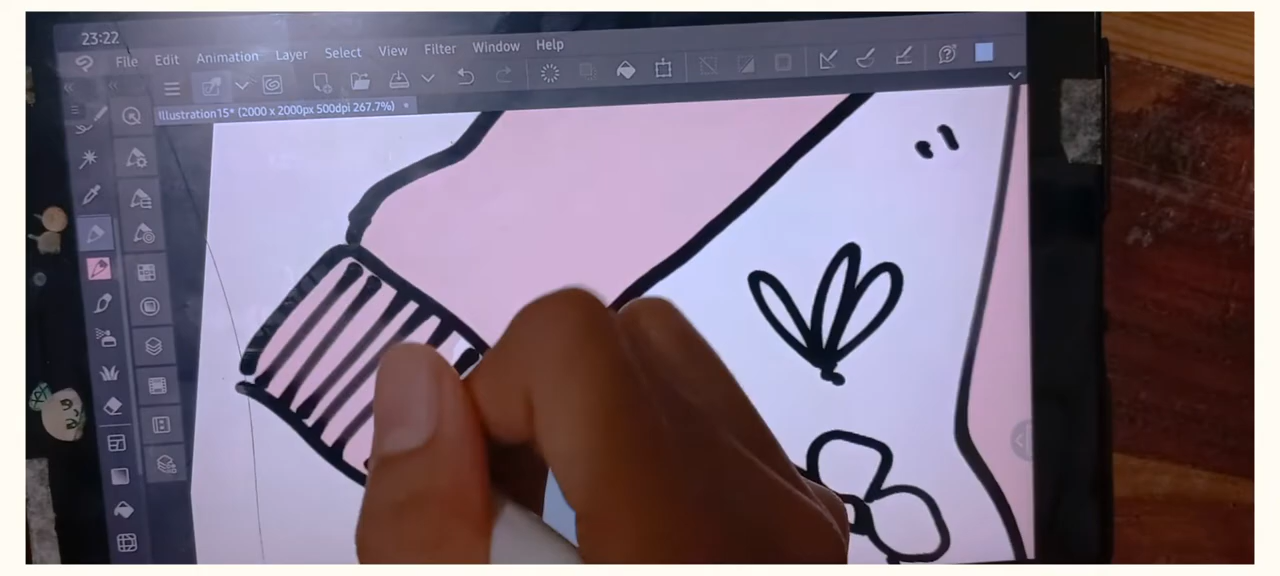 23:22
File Edit Animation Layer Select View Filter Window Help
Illustration15* (2000 x 2000px 500dpi 267.7%)